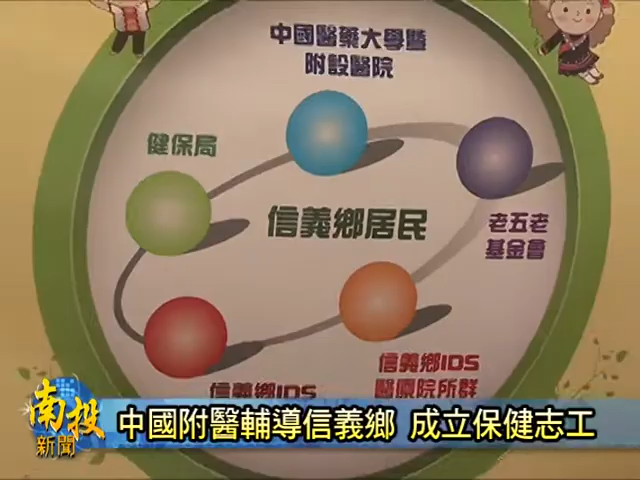 中國醫藥大學暨
附設醫院
健保局
信義鄉居民
老五老
基金會
信義鄉IDS
醫療院所群
信義鄉IDS
南投
新聞
中國附醫輔導信義鄉 成立保健志工